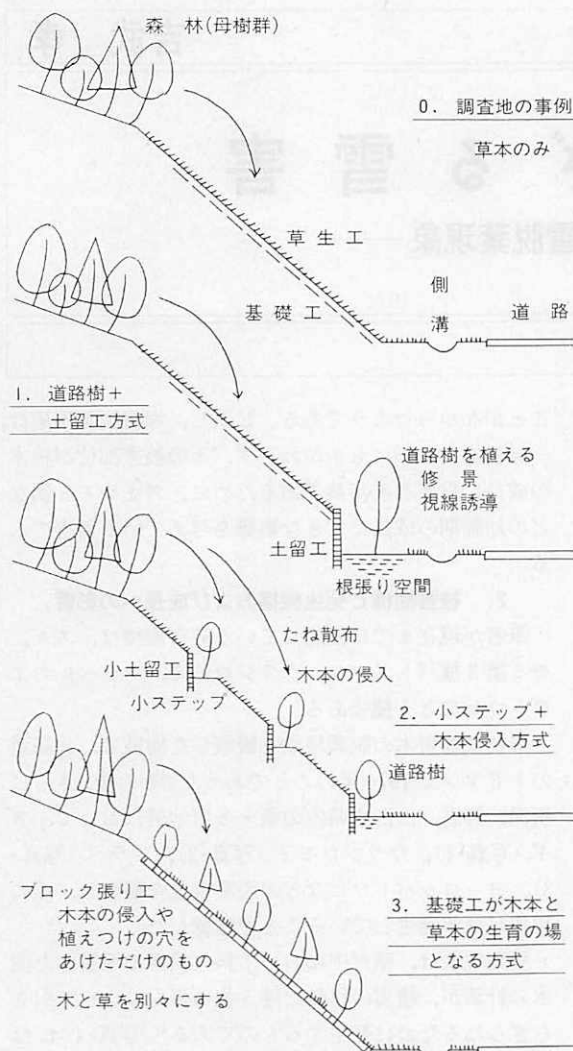 森　林(母樹群)
0. 調査地の事例
草本のみ
草生工
基礎工
側溝
道路
1. 道路樹＋
土留工方式
道路樹を植える
修　景
視線誘導
土留工
根張り空間
たね散布
木本の侵入
小土留工
小ステップ
2. 小ステップ＋
木本侵入方式
道路樹
ブロック張り工
木本の侵入や
植えつけの穴を
あけただけのもの
木と草を別々にする
3. 基礎工が木本と
草本の生育の場
となる方式